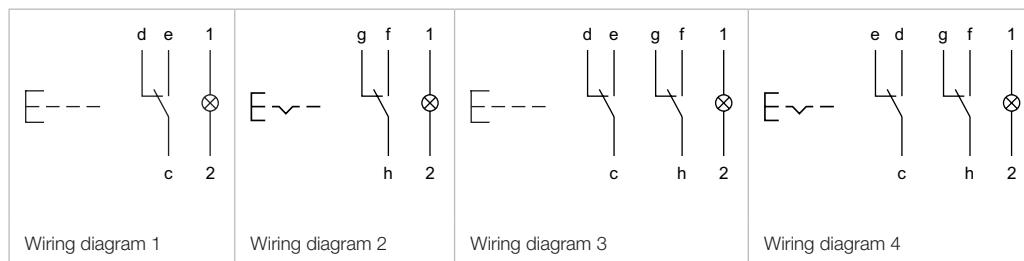 d e 1
c 2
Wiring diagram 1
g f 1
h 2
Wiring diagram 2
d e g f 1
c h 2
Wiring diagram 3
e d g f 1
c h 2
Wiring diagram 4